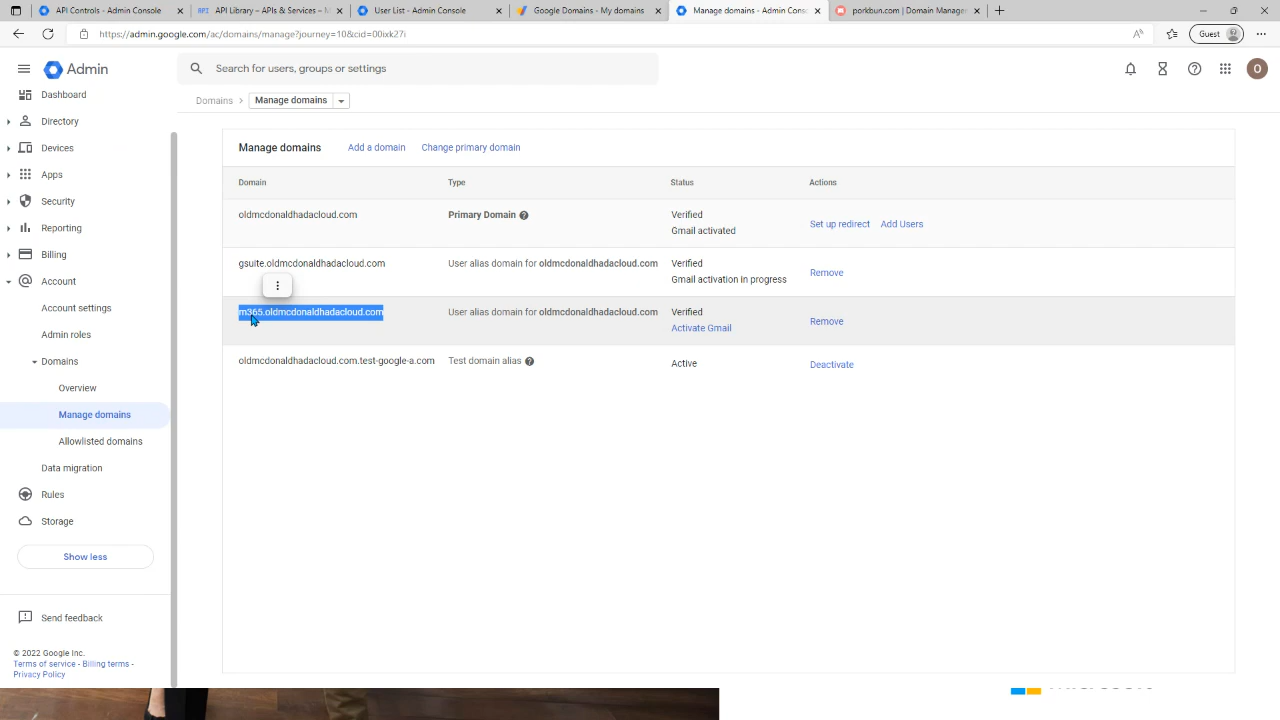 API Controls - Admin Console
API Library – APIs & Services –
User List - Admin Console
Google Domains - My domains
Manage domains - Admin Conso
porkbun.com | Domain Manager
https://admin.google.com/ac/domains/manage?journey=10&cid=00ixk27i
Guest
Admin
Search for users, groups or settings
O
Dashboard
Directory
Devices
Apps
Security
Reporting
Billing
Account
Account settings
Admin roles
Domains
Overview
Manage domains
Allowlisted domains
Data migration
Rules
Storage
Show less
Send feedback
© 2022 Google Inc.
Terms of service - Billing terms -
Privacy Policy
Domains > Manage domains
Manage domains Add a domain Change primary domain
Domain Type Status Actions
oldmcdonaldhadacloud.com Primary Domain Verified
Gmail activated Set up redirect Add Users
gsuite.oldmcdonaldhadacloud.com User alias domain for oldmcdonaldhadacloud.com Verified
Gmail activation in progress Remove
m365.oldmcdonaldhadacloud.com User alias domain for oldmcdonaldhadacloud.com Verified
Activate Gmail Remove
oldmcdonaldhadacloud.com.test-google-a.com Test domain alias Active Deactivate